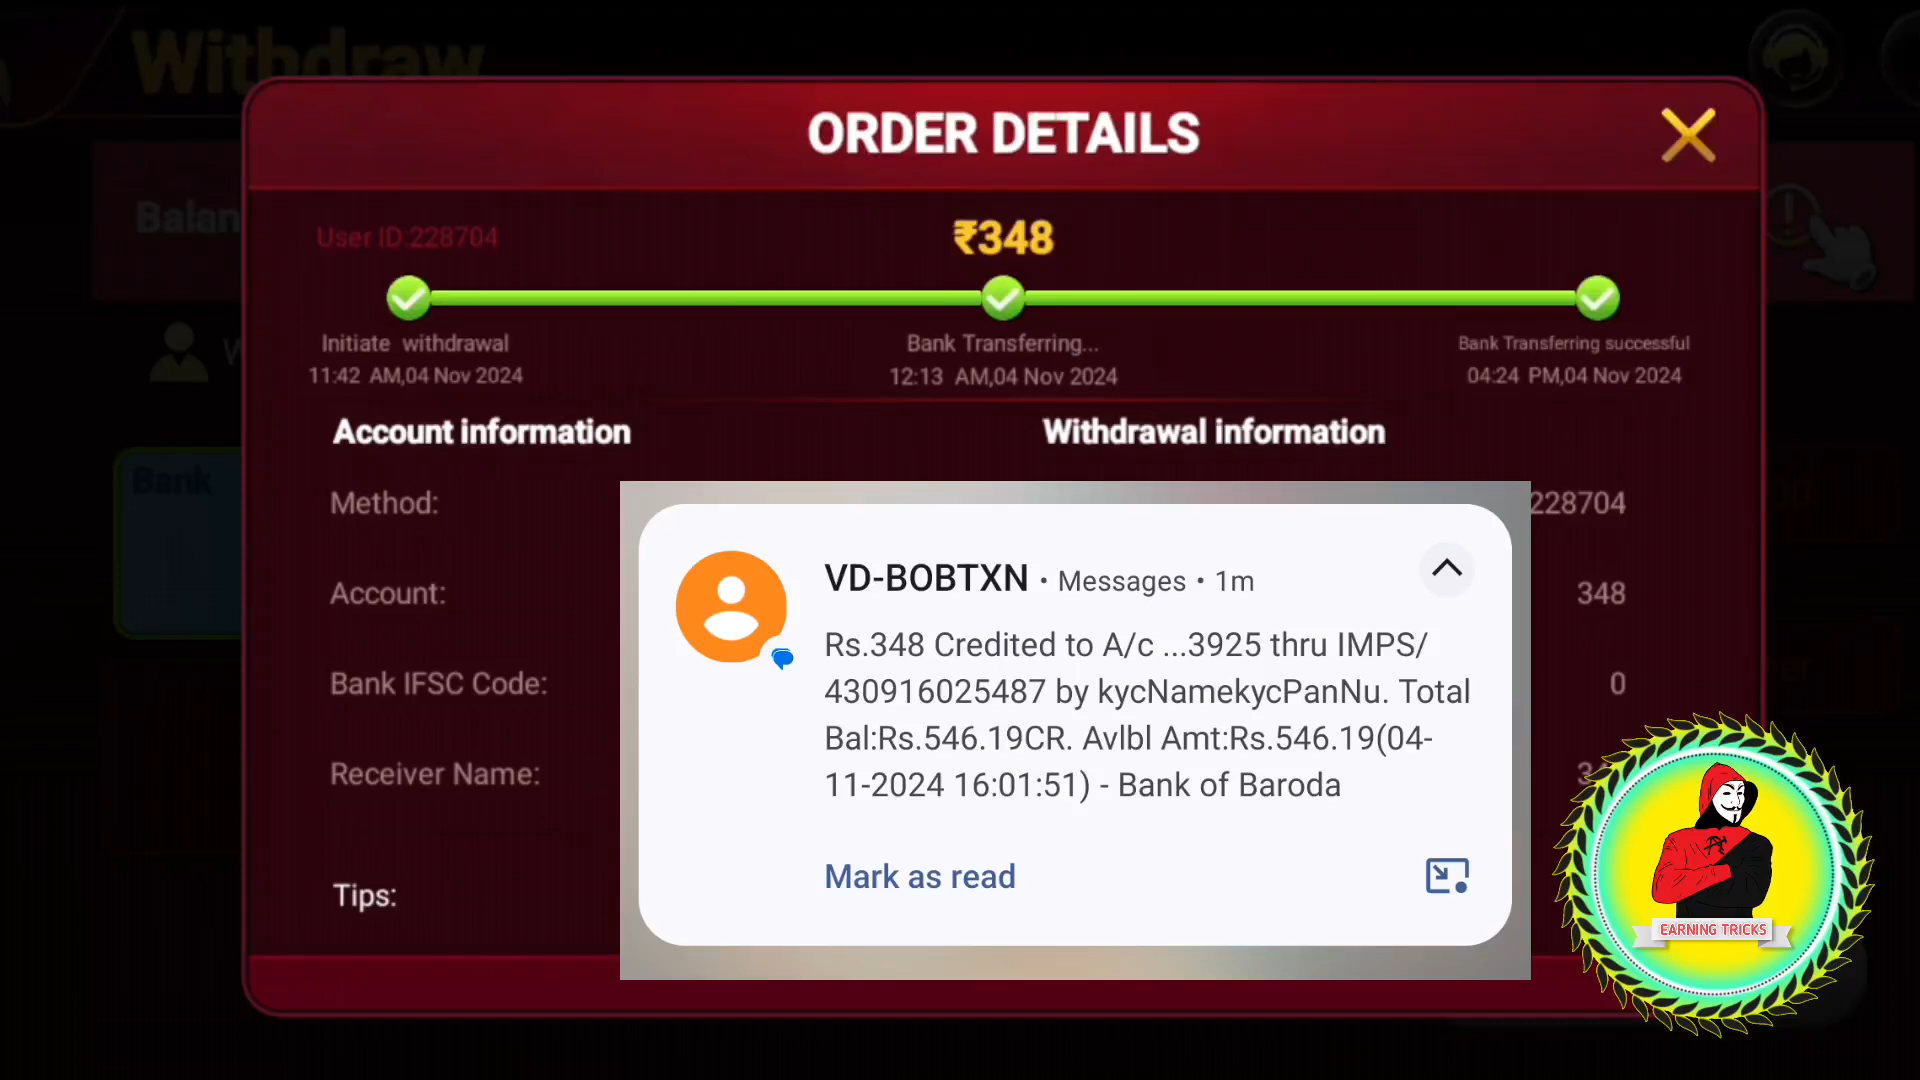 Withdraw
ORDER DETAILS
Balan
User ID:228704
₹348
Initiate withdrawal
11:42 AM,04 Nov 2024
Bank Transferring...
12:13 AM,04 Nov 2024
Bank Transferring successful
04:24 PM,04 Nov 2024
Account information
Withdrawal information
Bank
Method:
228704
Account:
348
Bank IFSC Code:
0
Receiver Name:
Tips:
VD-BOBTXN • Messages • 1m
Rs.348 Credited to A/c ...3925 thru IMPS/
430916025487 by kycNamekycPanNu. Total
Bal:Rs.546.19CR. Avlbl Amt:Rs.546.19(04-
11-2024 16:01:51) - Bank of Baroda
Mark as read
EARNING TRICKS